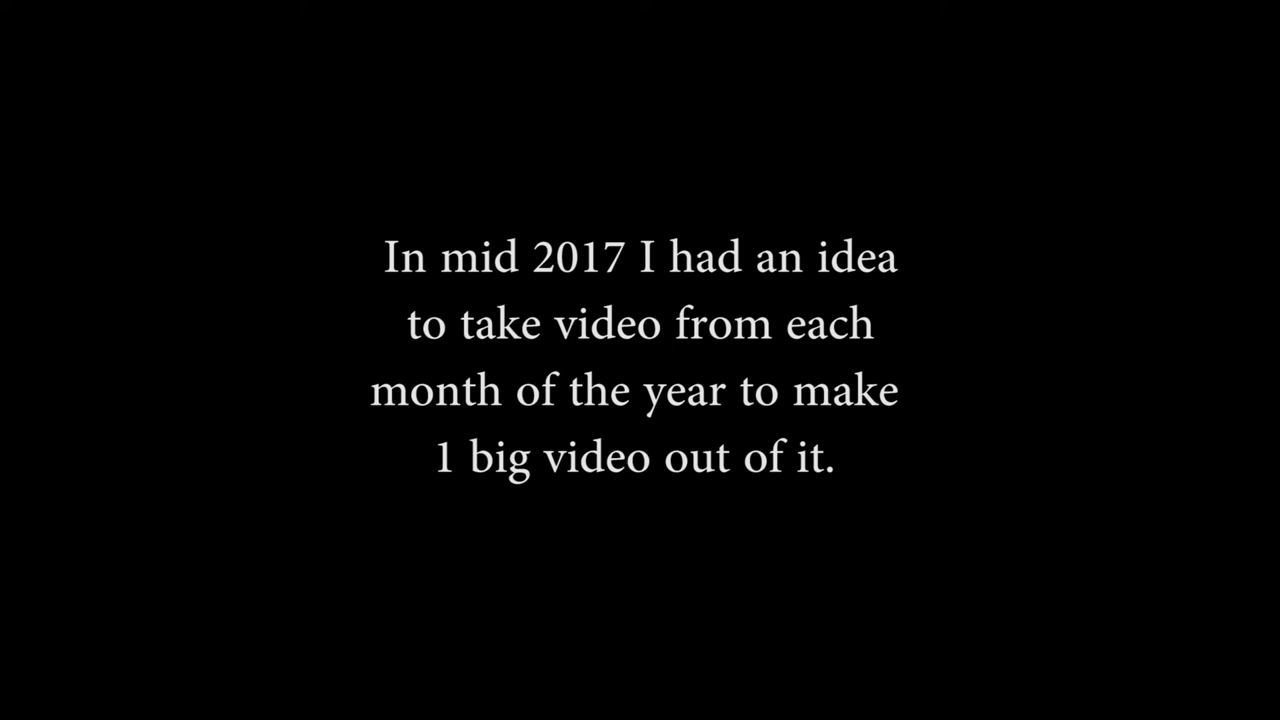 In mid 2017 I had an idea
to take video from each
month of the year to make
1 big video out of it.